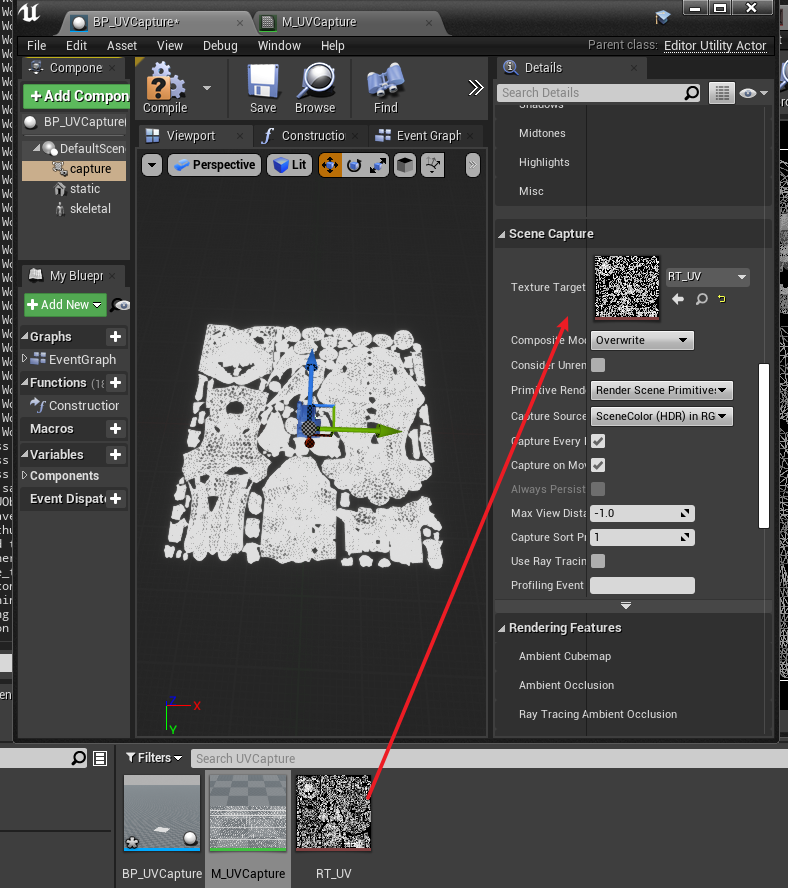 BP_UVCapture*
M_UVCapture
File Edit Asset View Debug Window Help
Parent class: Editor Utility Actor
Compone
Add Compon
BP_UVCapture
DefaultScen
capture
static
skeletal
My Bluepr
Add New
Graphs
EventGraph
Functions (18
Construction
Macros
Variables
Components
Event Dispat
Compile
Save
Browse
Find
Viewport
Constructio
Event Graph
Perspective
Lit
Z
X
Y
Details
Search Details
Shadows
Midtones
Highlights
Misc
Scene Capture
Texture Target
RT_UV
Composite Mod
Overwrite
Consider Unren
Primitive Rende
Render Scene Primitives
Capture Source
SceneColor (HDR) in RG
Capture Every
Capture on Mov
Always Persist
Max View Dista
-1.0
Capture Sort Pr
1
Use Ray Tracin
Profiling Event
Rendering Features
Ambient Cubemap
Ambient Occlusion
Ray Tracing Ambient Occlusion
Filters
Search UVCapture
BP_UVCapture
M_UVCapture
RT_UV